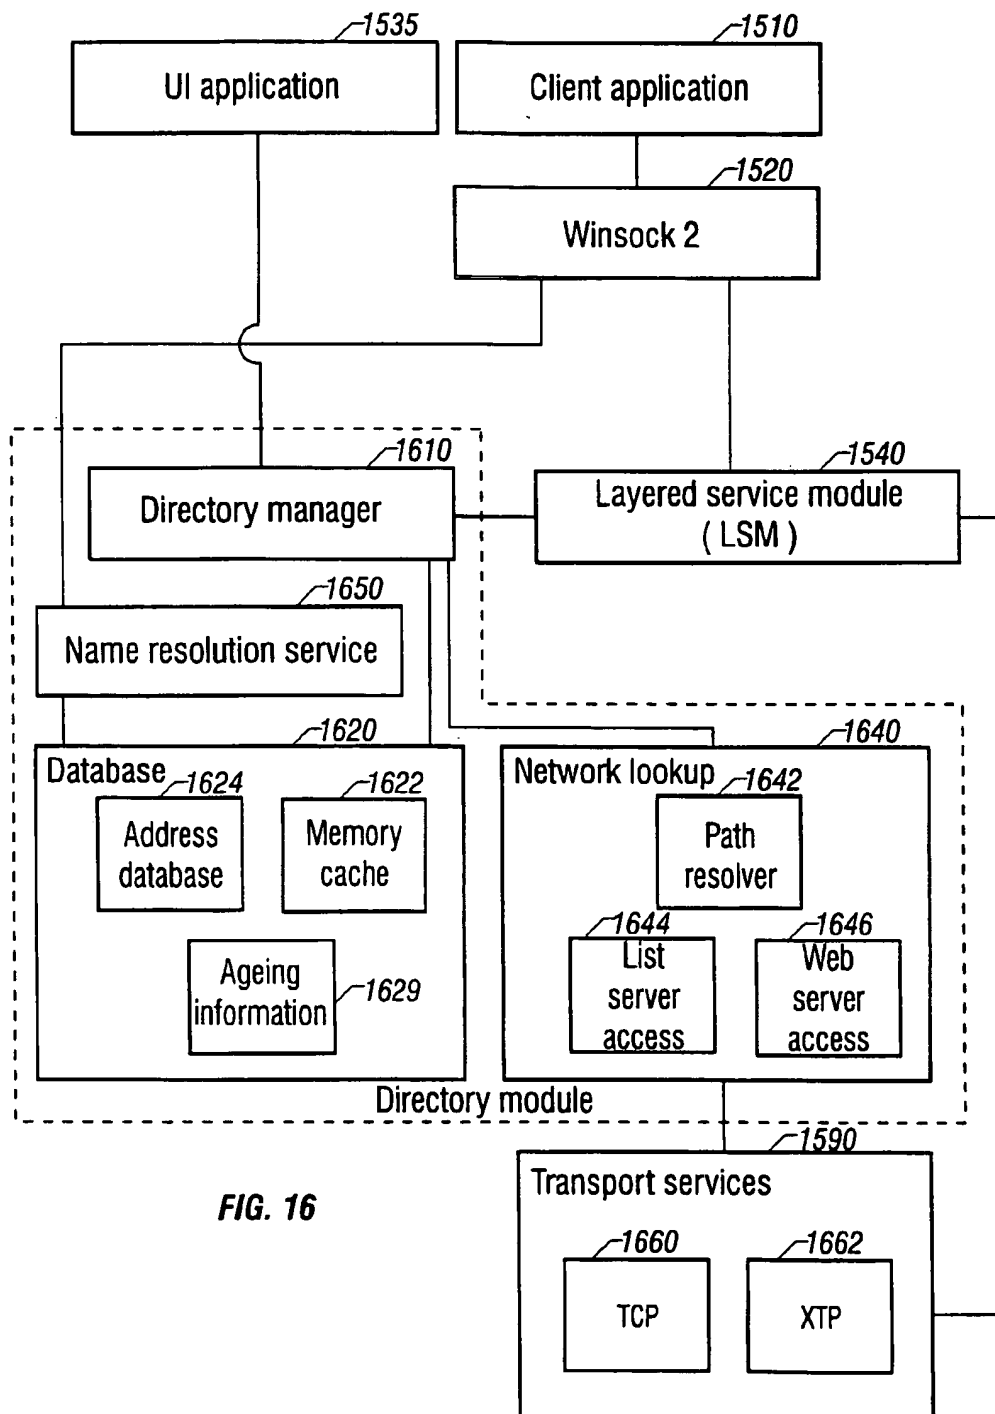 1535
1510
UI application
Client application
1520
Winsock 2
1610
1540
Directory manager
Layered service module
( LSM )
1650
Name resolution service
1620
1640
Database
Network lookup
1624
1622
1642
Address
database
Memory
cache
Path
resolver
1644
1646
List
server
access
Web
server
access
Ageing
information
1629
Directory module
1590
Transport services
FIG. 16
1660
1662
TCP
XTP